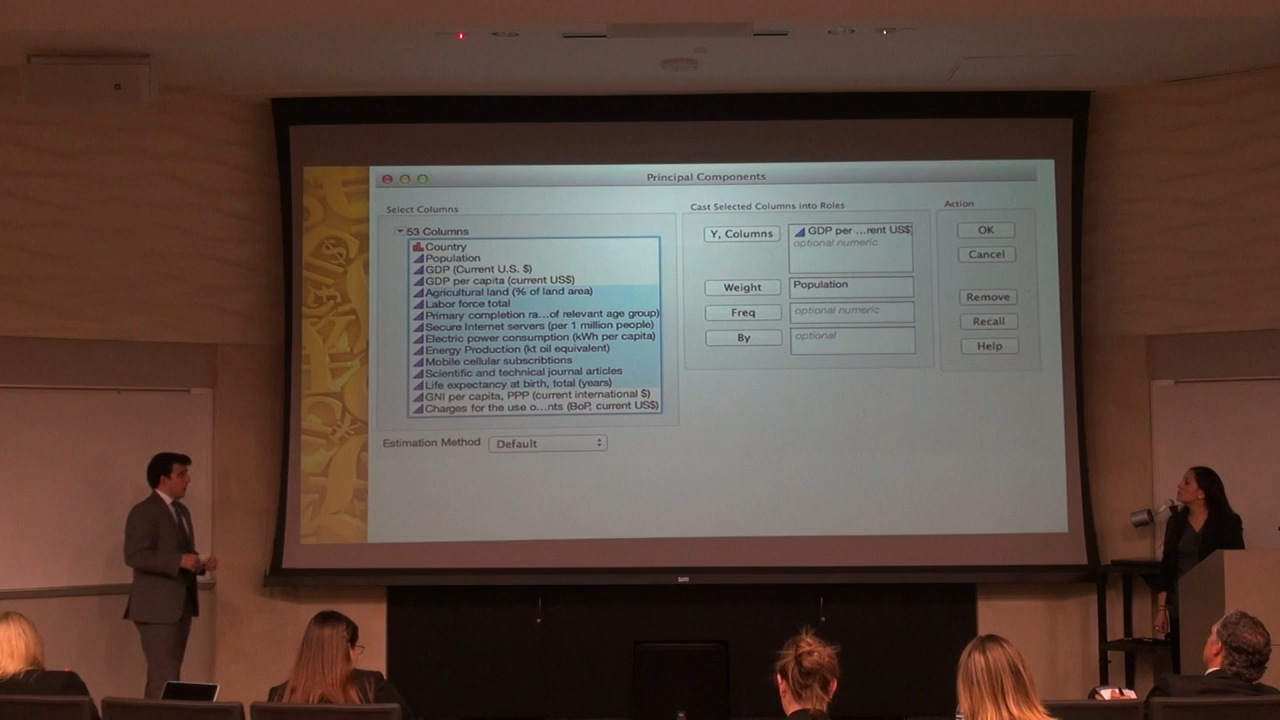 Principal Components
Select Columns
53 Columns
Country
Population
GDP (Current U.S. $)
GDP per capita (current US$)
Agricultural land (% of land area)
Labor force total
Primary completion ra...of relevant age group)
Secure Internet servers (per 1 million people)
Electric power consumption (kWh per capita)
Energy Production (kt oil equivalent)
Mobile cellular subscribtions
Scientific and technical journal articles
Life expectancy at birth, total (years)
GNI per capita, PPP (current international $)
Charges for the use o...nts (BoP, current US$)
Estimation Method Default
Cast Selected Columns into Roles
Y, Columns GDP per ...rent US$
optional numeric
Weight Population
Freq optional numeric
By optional
Action
OK
Cancel
Remove
Recall
Help